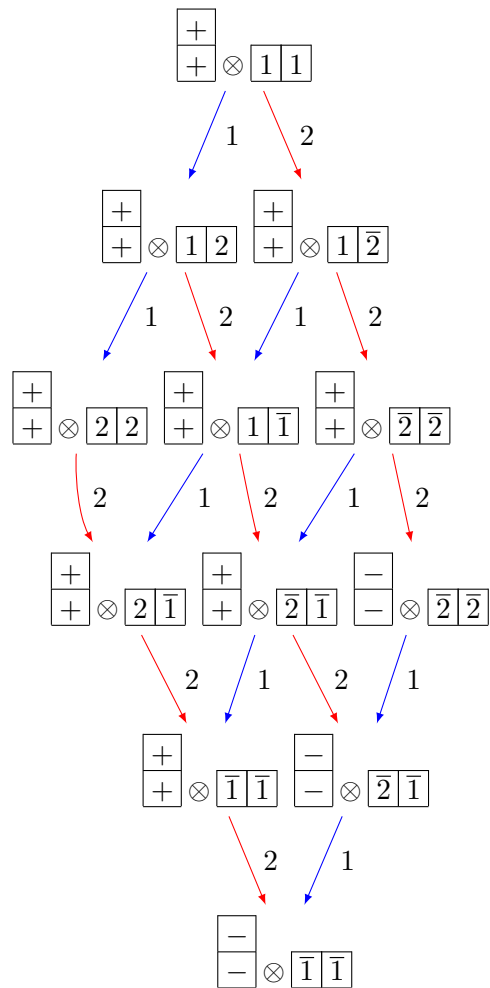 +
+ ⊗ 1 1
1 2
+ +
+ ⊗ 1 2 + ⊗ 1 2̅
1 2 1 2
+ + +
+ ⊗ 2 2 + ⊗ 1 1̅ + ⊗ 2̅ 2̅
2 1 2 1 2
+ + −
+ ⊗ 2 1̅ + ⊗ 2̅ 1̅ − ⊗ 2̅ 2̅
2 1 2 1
+ −
+ ⊗ 1̅ 1̅ − ⊗ 2̅ 1̅
2 1
−
− ⊗ 1̅ 1̅